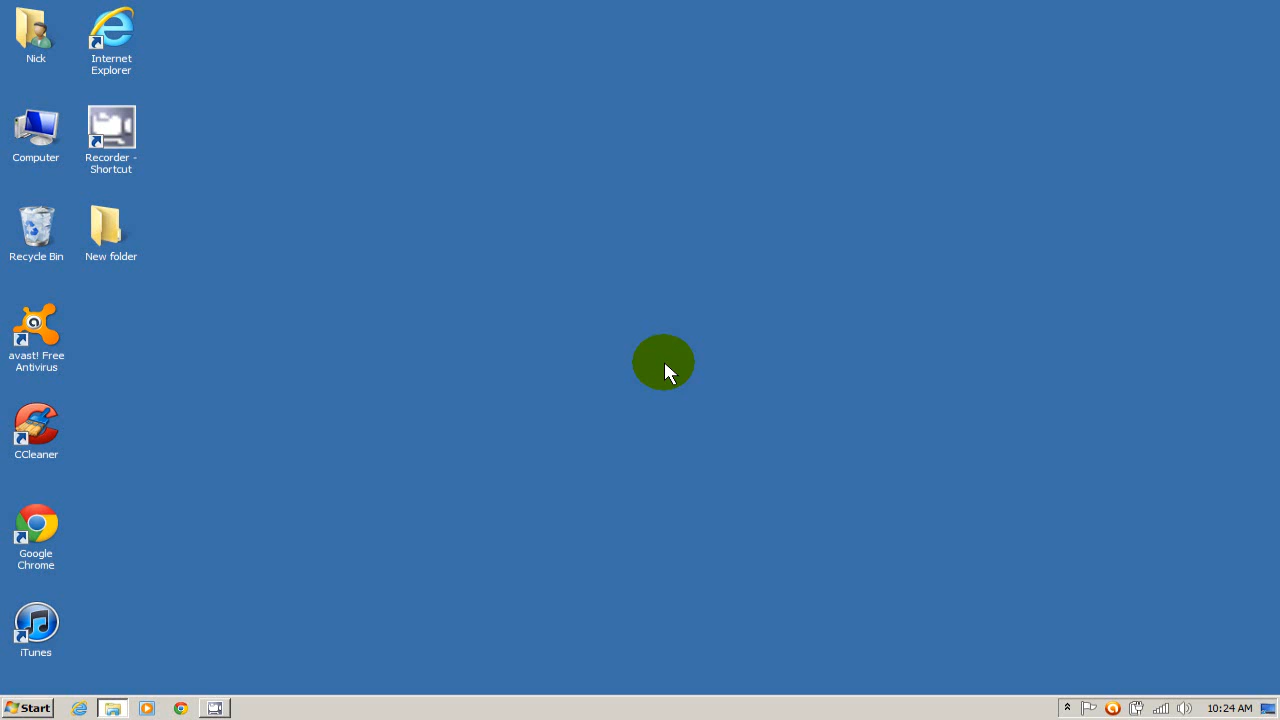 Nick
Internet
Explorer
Computer
Recorder -
Shortcut
Recycle Bin
New folder
avast! Free
Antivirus
CCleaner
Google
Chrome
iTunes
Start
10:24 AM